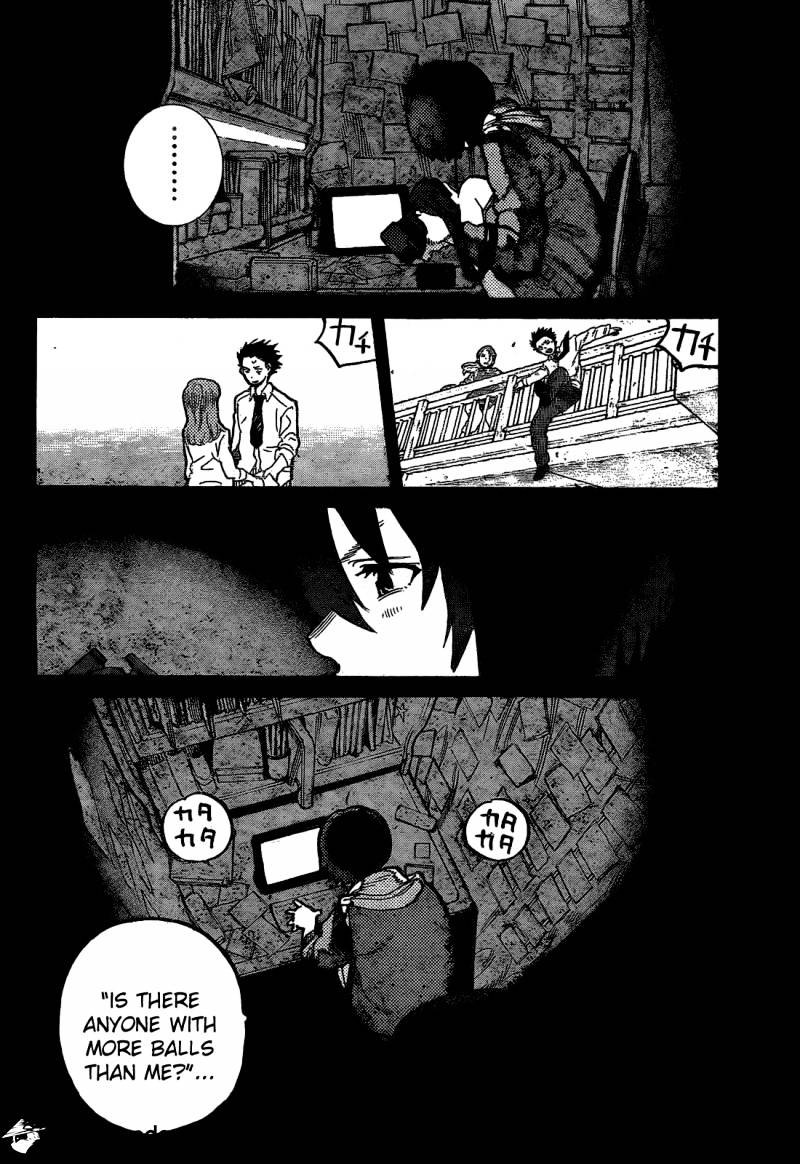 .........
カチ
カチ
カタ
カタ
カタ
カタ
"IS THERE
ANYONE WITH
MORE BALLS
THAN ME?"...